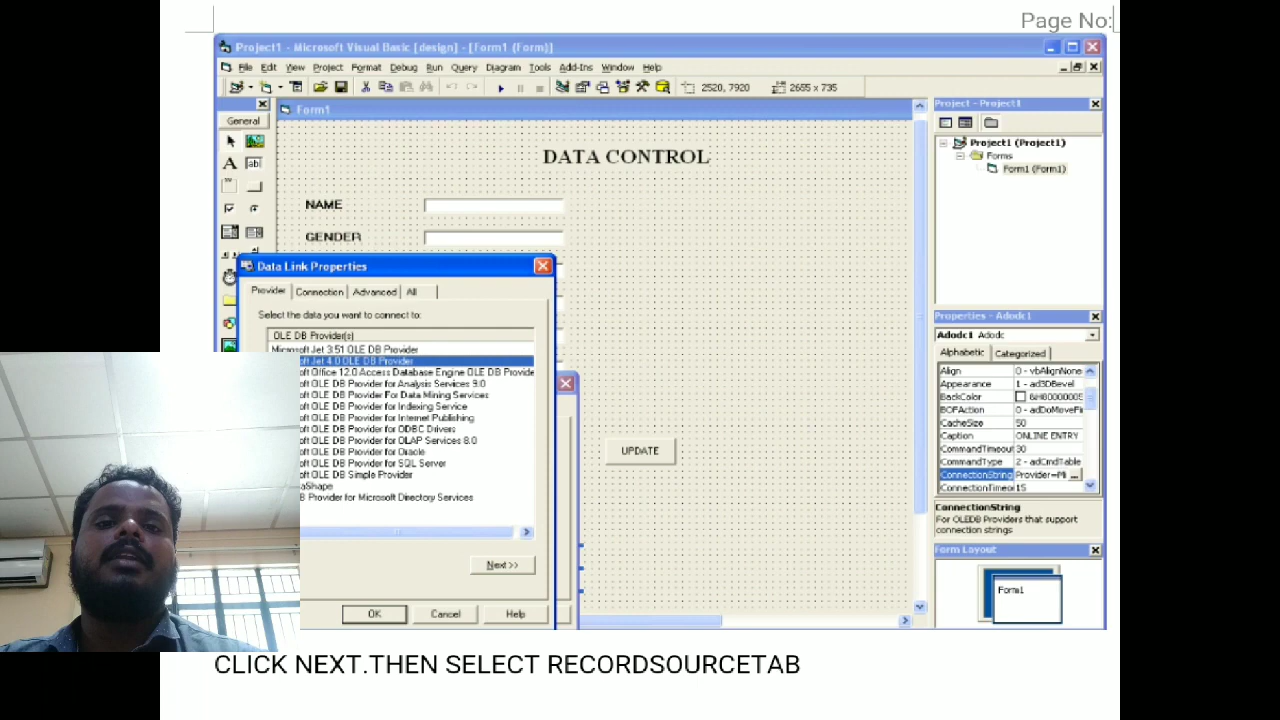 Page No:
Project1 - Microsoft Visual Basic [design] - [Form1 (Form)]
File Edit View Project Format Debug Run Query Diagram Tools Add-Ins Window Help
2520, 7920 2655 x 735
General
Form1
DATA CONTROL
NAME
GENDER
Data Link Properties
Provider Connection Advanced All
Select the data you want to connect to:
OLE DB Provider(s)
Microsoft Jet 3.51 OLE DB Provider
oft Jet 4.0 OLE DB Provider
oft Office 12.0 Access Database Engine OLE DB Provide
oft OLE DB Provider for Analysis Services 9.0
oft OLE DB Provider For Data Mining Services
oft OLE DB Provider for Indexing Service
oft OLE DB Provider for Internet Publishing
oft OLE DB Provider for ODBC Drivers
oft OLE DB Provider for OLAP Services 8.0
oft OLE DB Provider for Oracle
oft OLE DB Provider for SQL Server
oft OLE DB Simple Provider
aShape
B Provider for Microsoft Directory Services
Next >>
OK Cancel Help
UPDATE
Project - Project1
Project1 (Project1)
Forms
Form1 (Form1)
Properties - Adodc1
Adodc1 Adodc
Alphabetic Categorized
Align 0 - vbAlignNone
Appearance 1 - ad3DBevel
BackColor &H80000005
BOFAction 0 - adDoMoveFi
CacheSize 50
Caption ONLINE ENTRY
CommandTimeout 30
CommandType 2 - adCmdTable
ConnectionString Provider=Mi ...
ConnectionTimeo 15
ConnectionString
For OLEDB Providers that support
connection strings
Form Layout
Form1
CLICK NEXT.THEN SELECT RECORDSOURCETAB